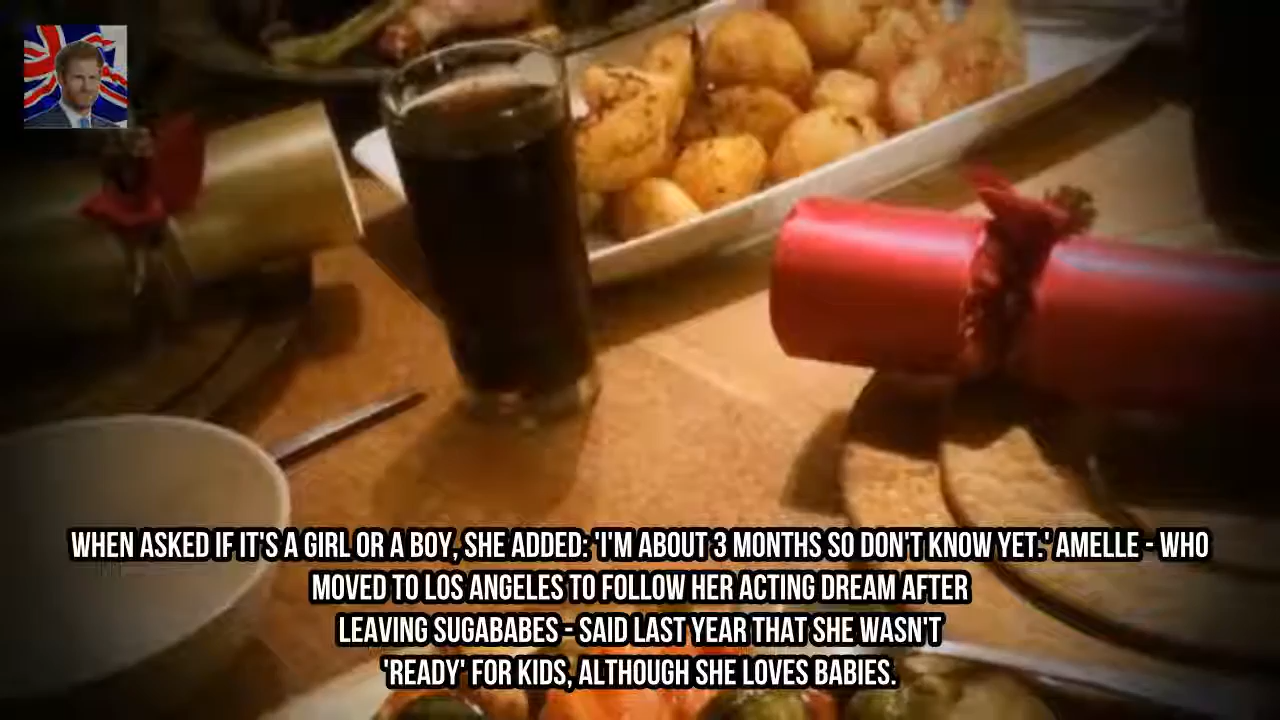 WHEN ASKED IF IT'S A GIRL OR A BOY, SHE ADDED: 'I'M ABOUT 3 MONTHS SO DON'T KNOW YET.' AMELLE - WHO
MOVED TO LOS ANGELES TO FOLLOW HER ACTING DREAM AFTER
LEAVING SUGABABES - SAID LAST YEAR THAT SHE WASN'T
'READY' FOR KIDS, ALTHOUGH SHE LOVES BABIES.